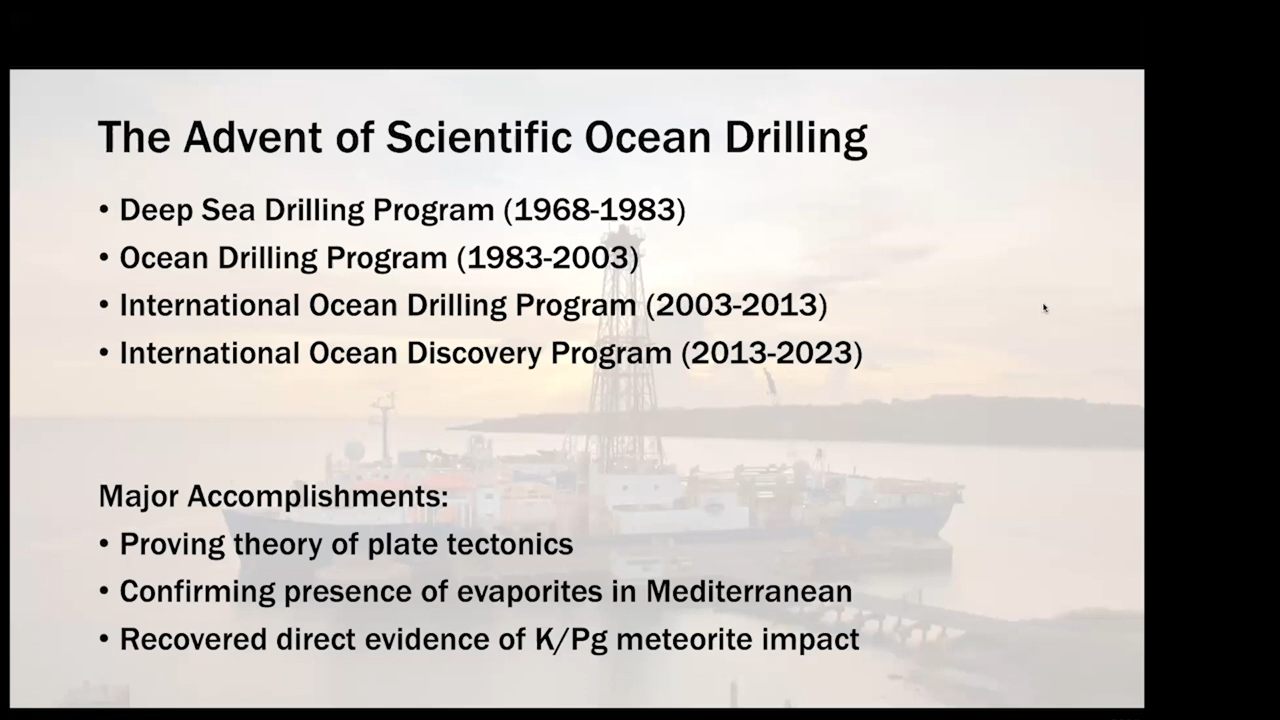 The Advent of Scientific Ocean Drilling
• Deep Sea Drilling Program (1968-1983)
• Ocean Drilling Program (1983-2003)
• International Ocean Drilling Program (2003-2013)
• International Ocean Discovery Program (2013-2023)
Major Accomplishments:
• Proving theory of plate tectonics
• Confirming presence of evaporites in Mediterranean
• Recovered direct evidence of K/Pg meteorite impact